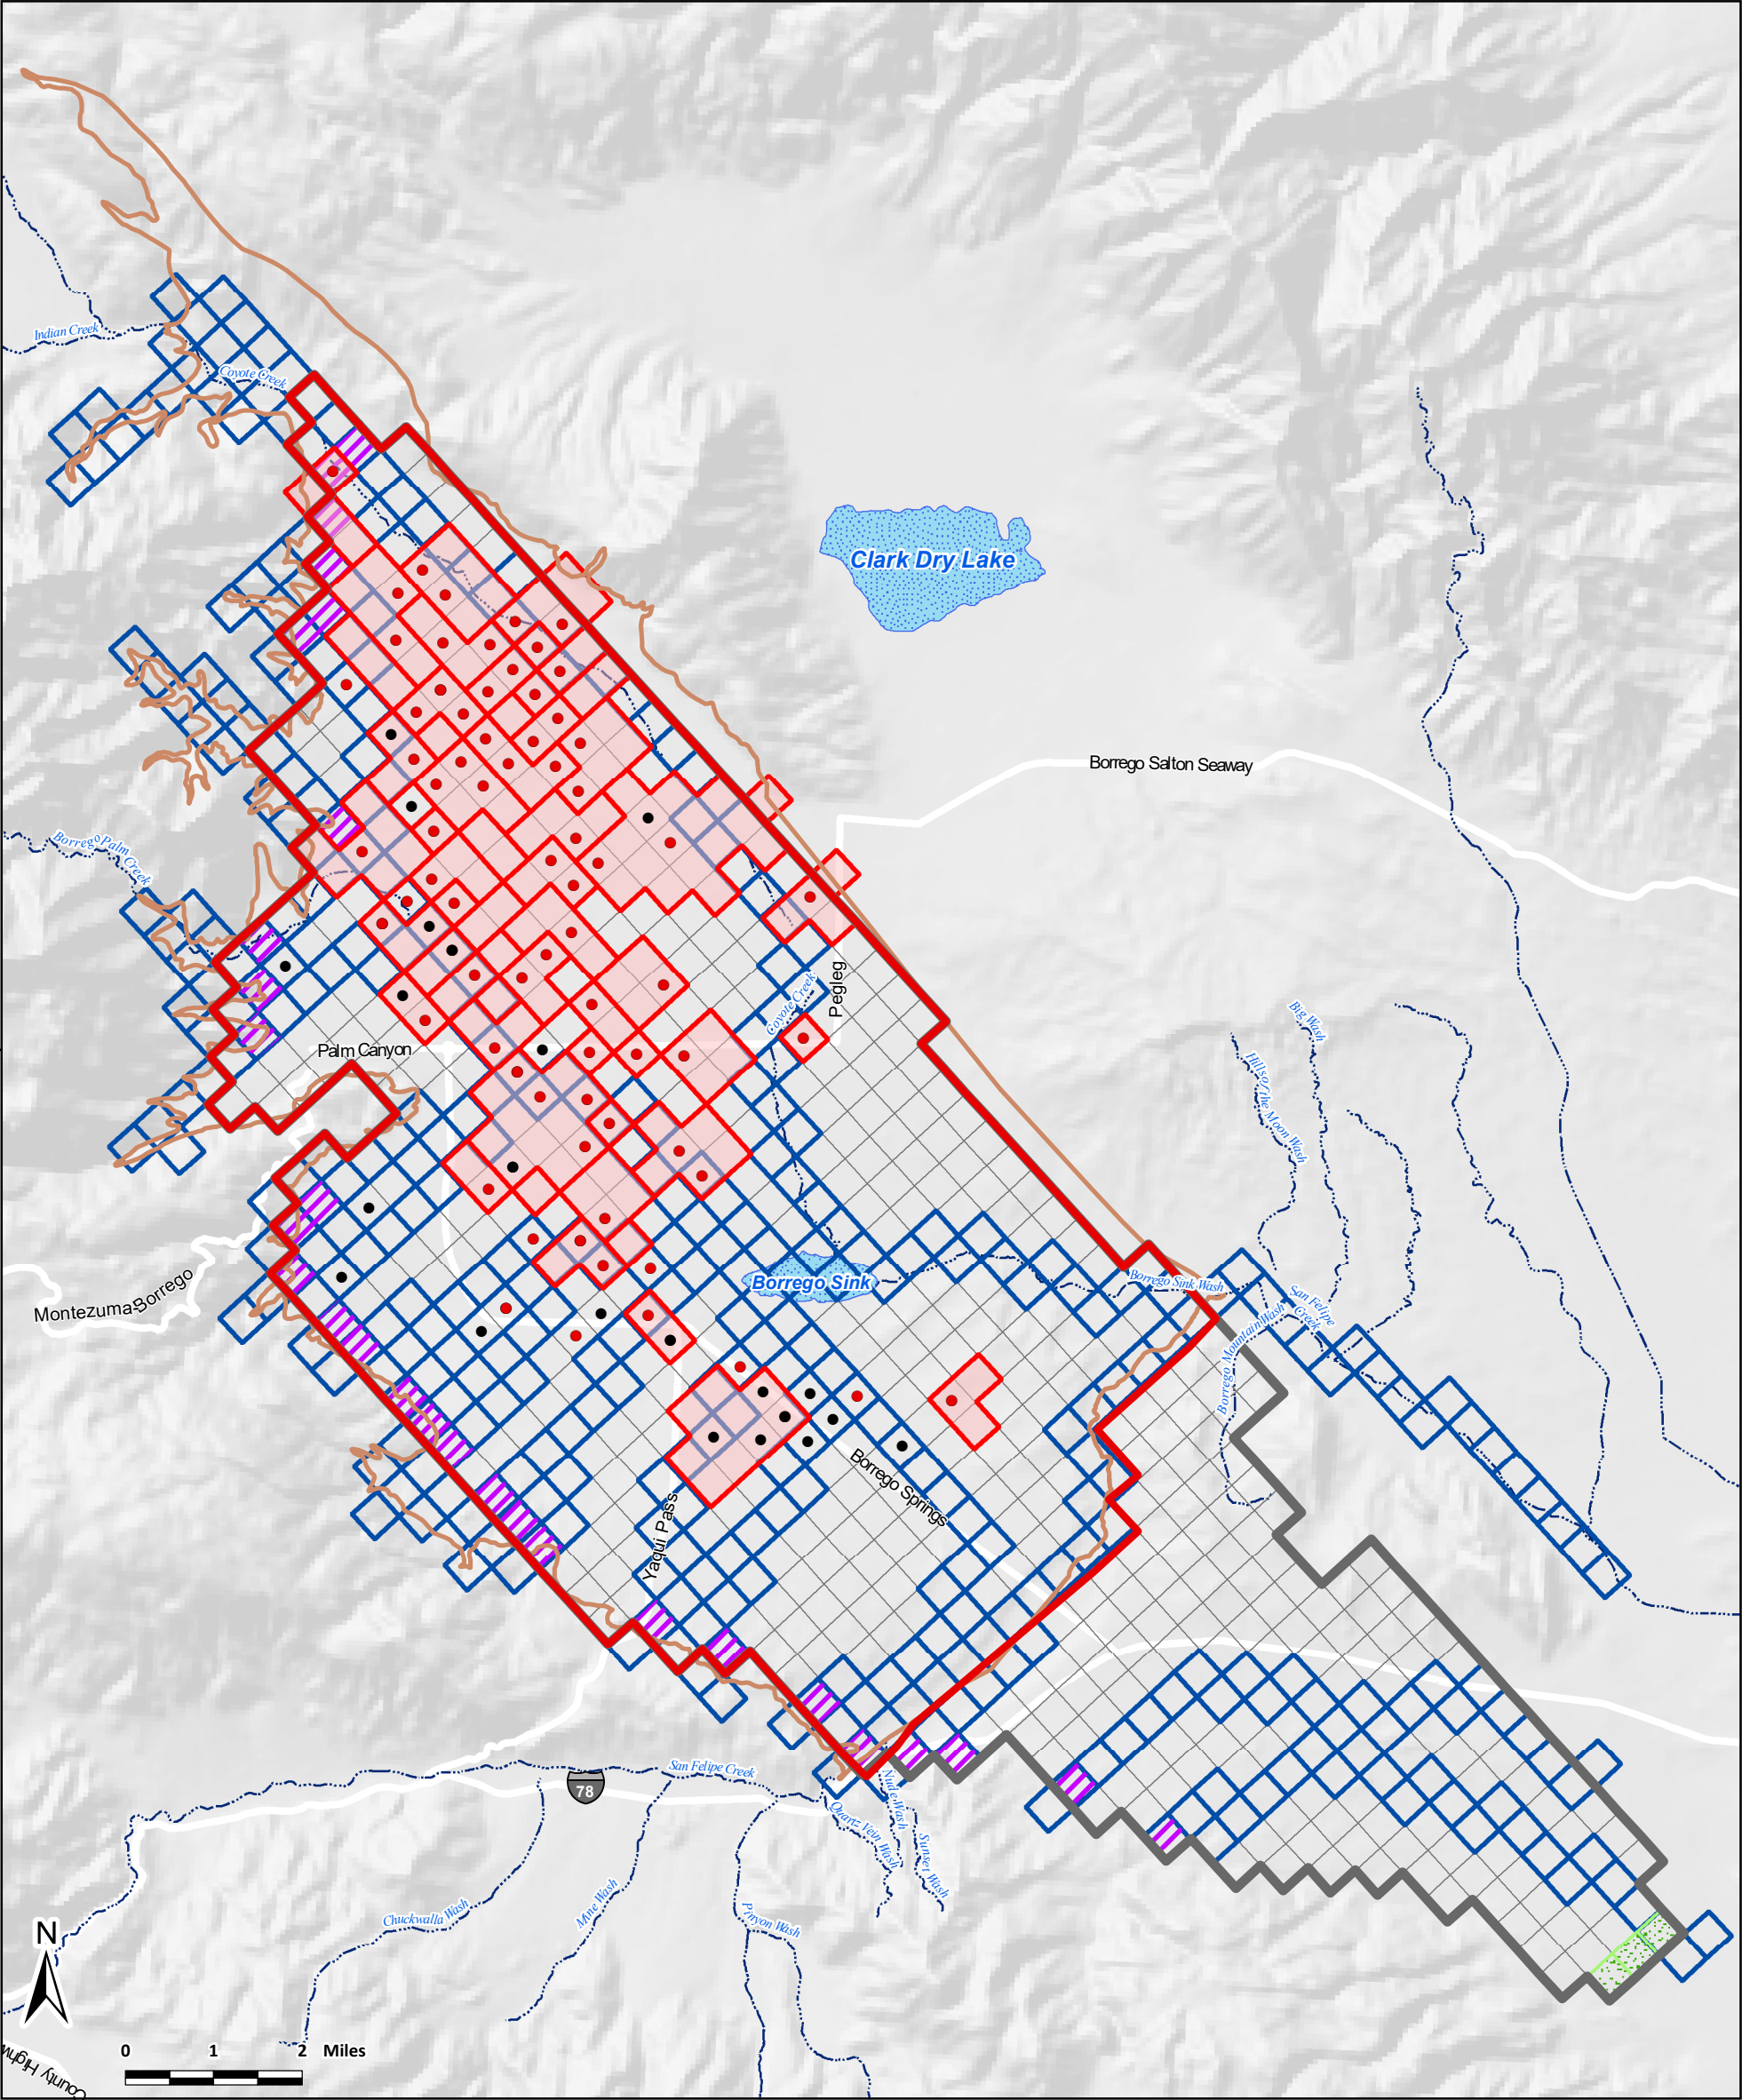 Indian Creek
Coyote Creek
Clark Dry Lake
Borrego Salton Seaway
Borrego Palm Creek
Pegleg
Coyote Creek
Palm Canyon
Big Wash
Hills of the Moon Wash
Montezuma-Borrego
Borrego Sink
Borrego Sink Wash
San Felipe
Creek
Borrego Mountain Wash
Borrego Springs
Yaqui Pass
San Felipe Creek
78
Nude Wash
Quartz Vein Wash
Sunset Wash
Chuckwalla Wash
Mine Wash
Pinyon Wash
N
0 1 2 Miles
County Highw